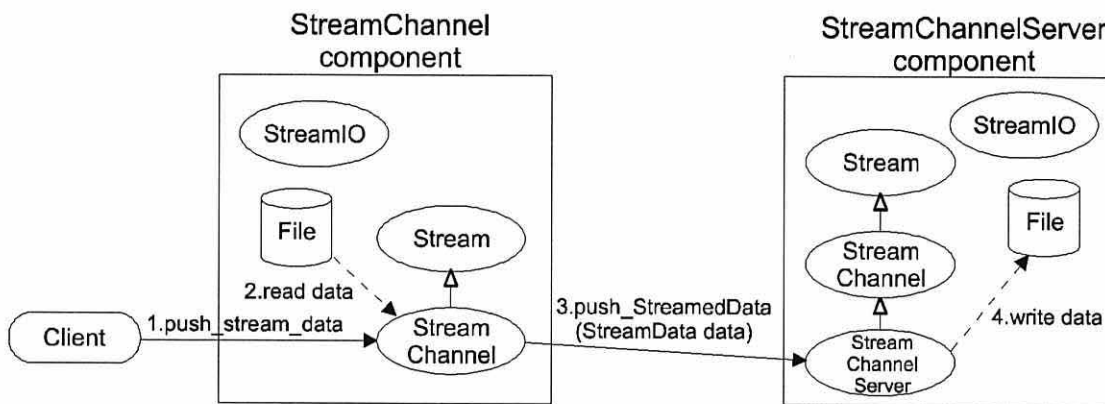 StreamChannel
component
StreamChannelServer
component
StreamIO
StreamIO
Stream
File
File
Stream
Stream
Channel
2.read data
3.push_StreamedData
(StreamData data)
4.write data
Client
1.push_stream_data
Stream
Channel
Stream
Channel
Server